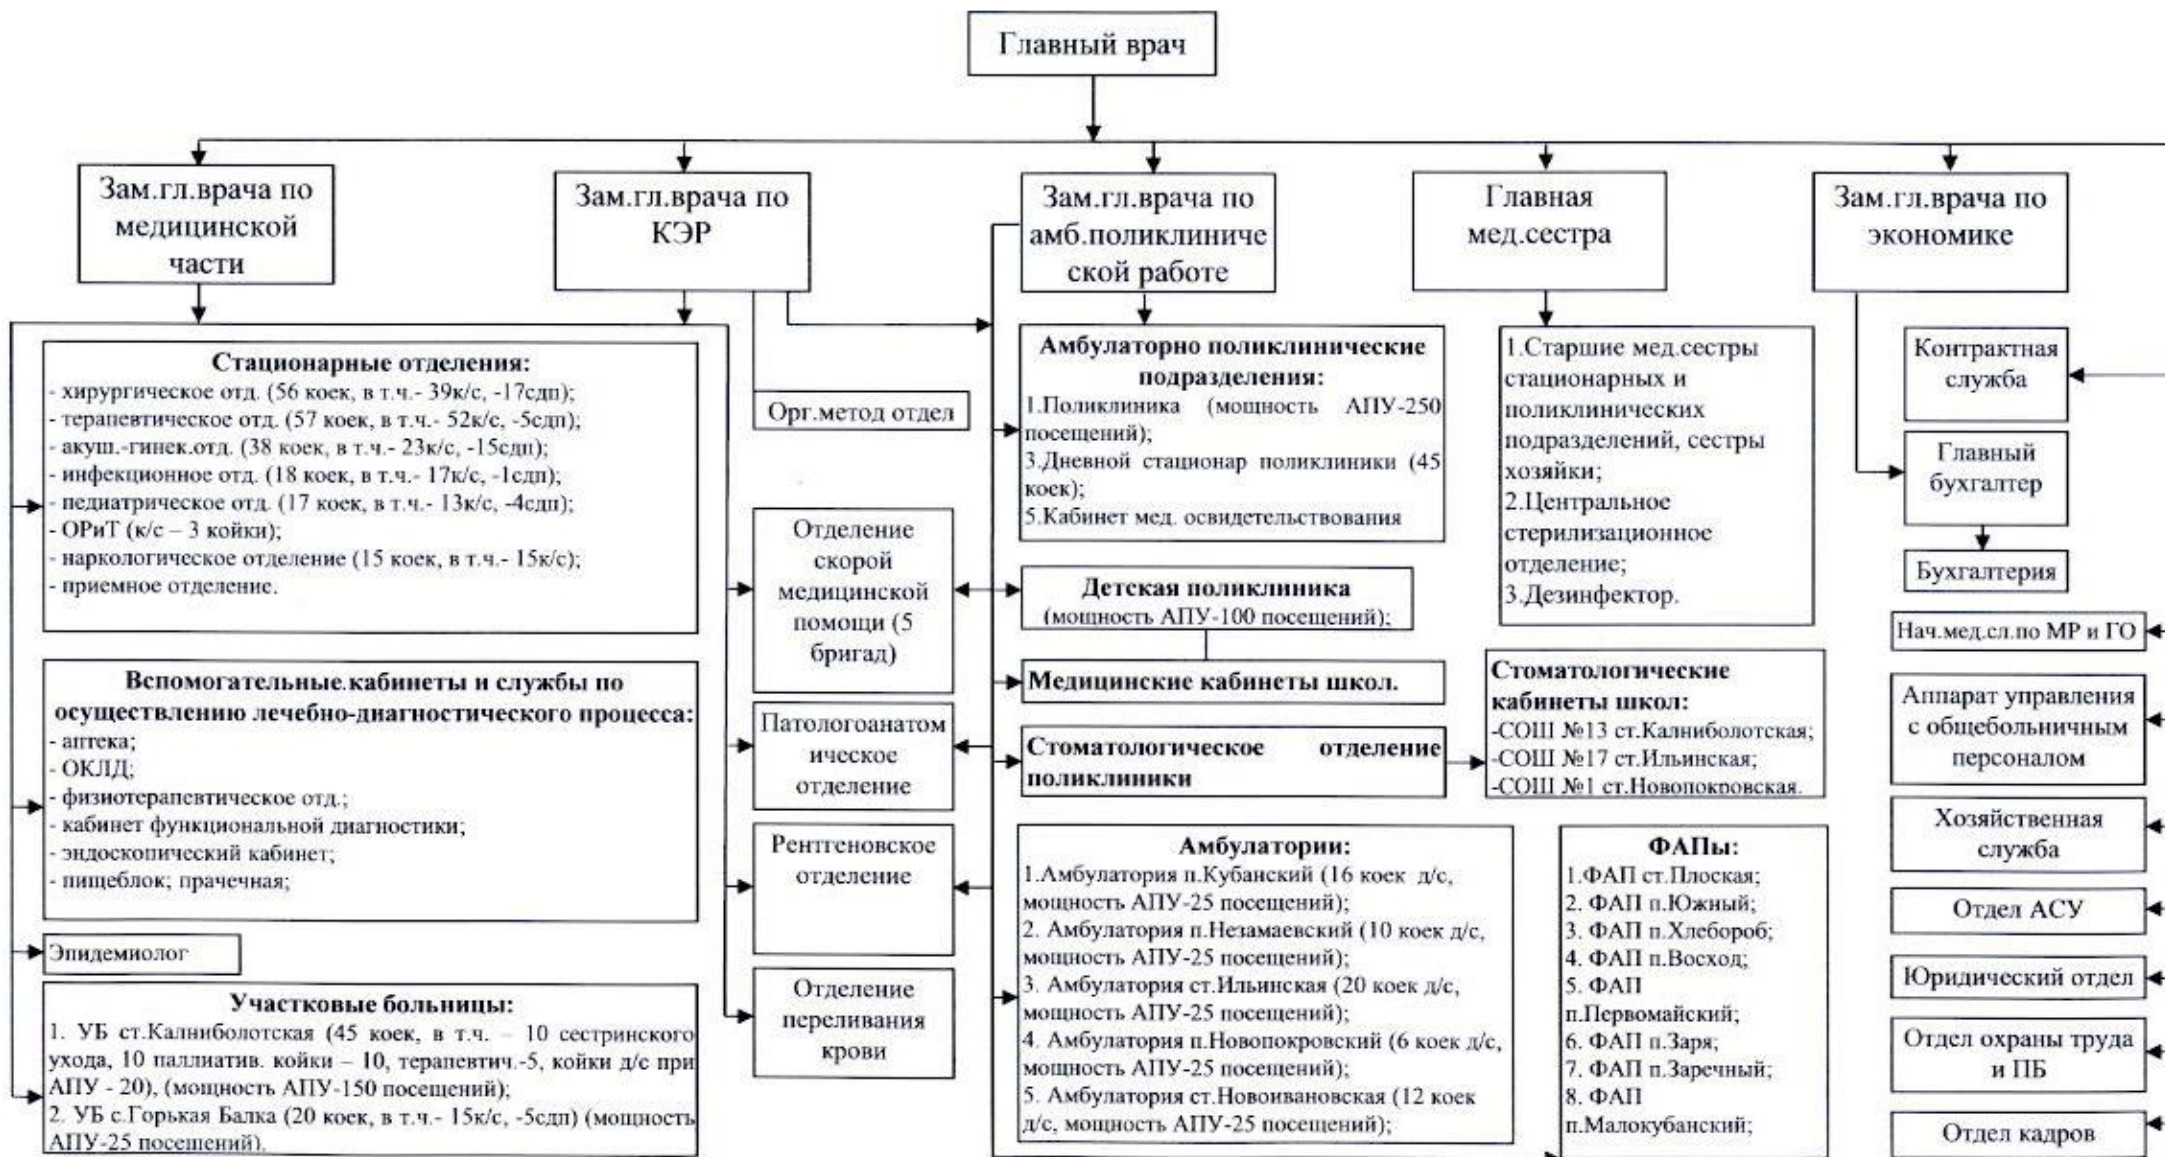 Главный врач
Зам.гл.врача по
медицинской
части
Зам.гл.врача по
КЭР
Зам.гл.врача по
амб.поликлиниче
ской работе
Главная
мед.сестра
Зам.гл.врача по
экономике
Стационарные отделения:
- хирургическое отд. (56 коек, в т.ч.- 39к/с, -17сдп);
- терапевтическое отд. (57 коек, в т.ч.- 52к/с, -5сдп);
- акуш.-гинек.отд. (38 коек, в т.ч.- 23к/с, -15сдп);
- инфекционное отд. (18 коек, в т.ч.- 17к/с, -1сдп);
- педиатрическое отд. (17 коек, в т.ч.- 13к/с, -4сдп);
- ОРиТ (к/с – 3 койки);
- наркологическое отделение (15 коек, в т.ч.- 15к/с);
- приемное отделение.
Вспомогательные.кабинеты и службы по
осуществлению лечебно-диагностического процесса:
- аптека;
- ОКЛД;
- физиотерапевтическое отд.;
- кабинет функциональной диагностики;
- эндоскопический кабинет;
- пищеблок; прачечная;
Эпидемиолог
Участковые больницы:
1. УБ ст.Калниболотская (45 коек, в т.ч. – 10 сестринского
ухода, 10 паллиатив. койки – 10, терапевтич.-5, койки д/с при
АПУ - 20), (мощность АПУ-150 посещений);
2. УБ с.Горькая Балка (20 коек, в т.ч.- 15к/с, -5сдп) (мощность
АПУ-25 посещений).
Орг.метод отдел
Отделение
скорой
медицинской
помощи (5
бригад)
Патологоанатом
ическое
отделение
Рентгеновское
отделение
Отделение
переливания
крови
Амбулаторно поликлинические
подразделения:
1.Поликлиника (мощность АПУ-250
посещений);
3.Дневной стационар поликлиники (45
коек);
5.Кабинет мед. освидетельствования
Детская поликлиника
(мощность АПУ-100 посещений);
Медицинские кабинеты школ.
Стоматологическое отделение
поликлиники
Амбулатории:
1.Амбулатория п.Кубанский (16 коек д/с,
мощность АПУ-25 посещений);
2. Амбулатория п.Незамаевский (10 коек д/с,
мощность АПУ-25 посещений);
3. Амбулатория ст.Ильинская (20 коек д/с,
мощность АПУ-25 посещений);
4. Амбулатория п.Новопокровский (6 коек д/с,
мощность АПУ-25 посещений);
5. Амбулатория ст.Новоивановская (12 коек
д/с, мощность АПУ-25 посещений);
1.Старшие мед.сестры
стационарных и
поликлинических
подразделений, сестры
хозяйки;
2.Центральное
стерилизационное
отделение;
3.Дезинфектор.
Стоматологические
кабинеты школ:
-СОШ №13 ст.Калниболотская;
-СОШ №17 ст.Ильинская;
-СОШ №1 ст.Новопокровская.
ФАПы:
1.ФАП ст.Плоская;
2. ФАП п.Южный;
3. ФАП п.Хлебороб;
4. ФАП п.Восход;
5. ФАП
п.Первомайский;
6. ФАП п.Заря;
7. ФАП п.Заречный;
8. ФАП
п.Малокубанский;
Контрактная
служба
Главный
бухгалтер
Бухгалтерия
Нач.мед.сл.по МР и ГО
Аппарат управления
с общебольничным
персоналом
Хозяйственная
служба
Отдел АСУ
Юридический отдел
Отдел охраны труда
и ПБ
Отдел кадров